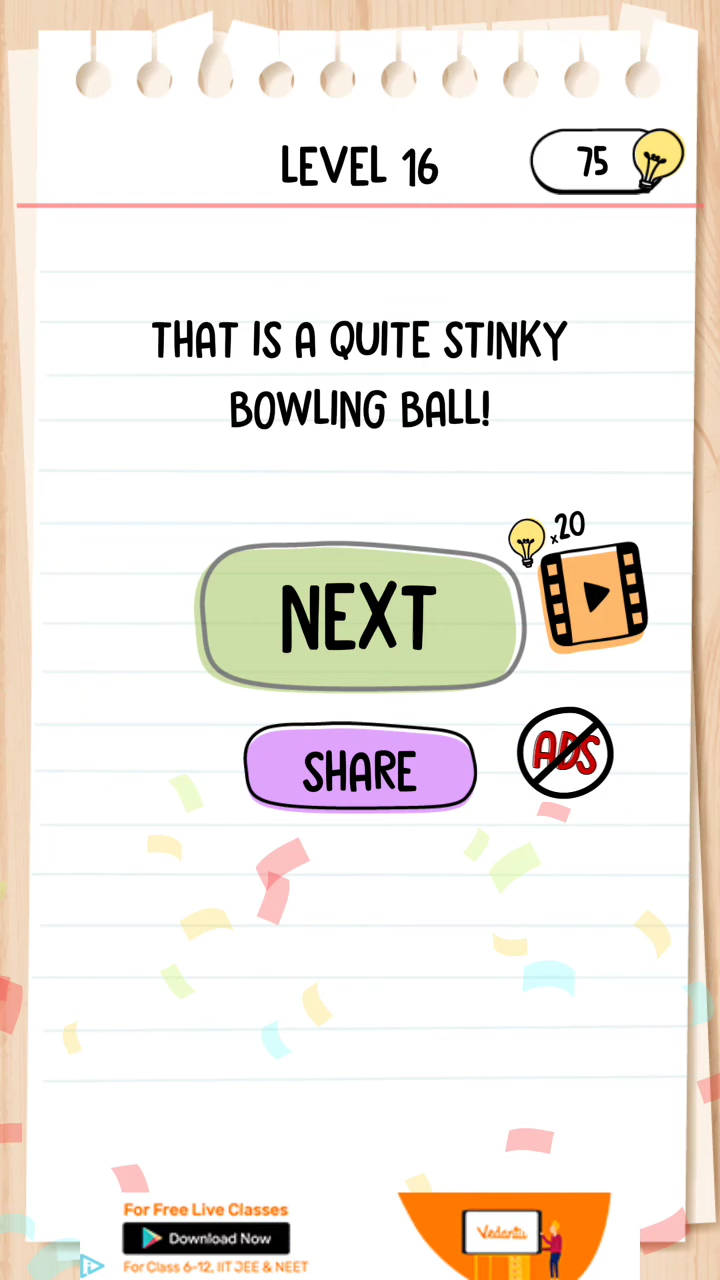 LEVEL 16
75
THAT IS A QUITE STINKY
BOWLING BALL!
x20
NEXT
SHARE
ADS
For Free Live Classes
Download Now
For Class 6-12, IIT JEE & NEET
Vedantu